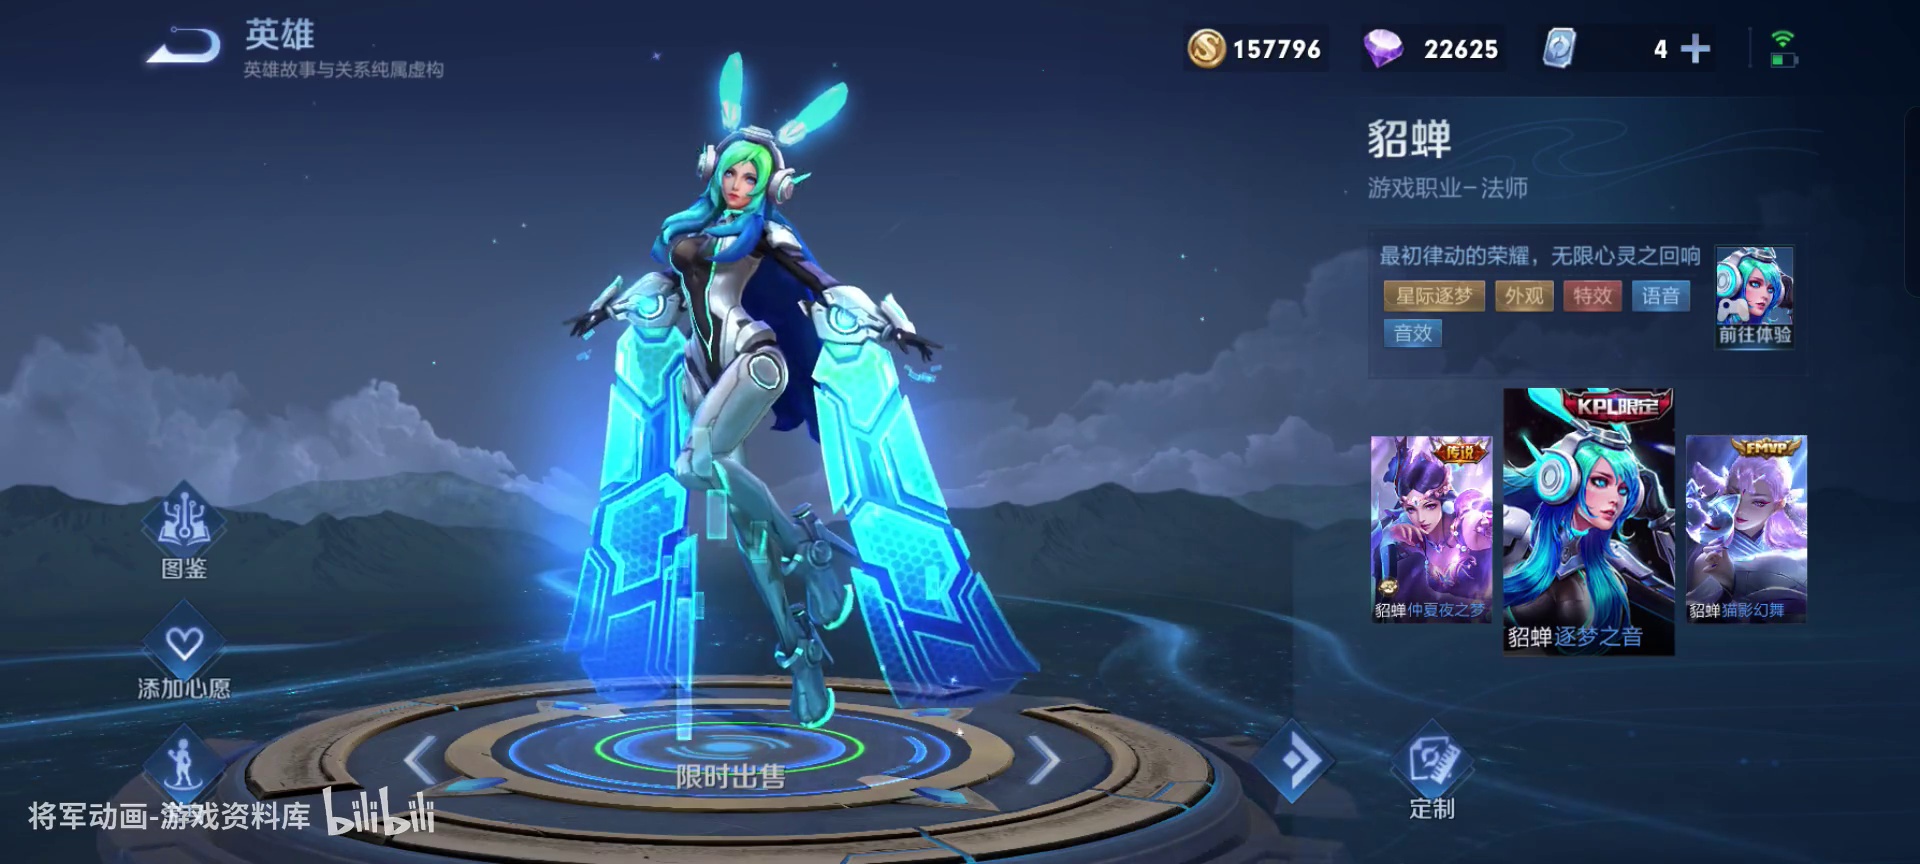 英雄
英雄故事与关系纯属虚构
157796
22625
4
貂蝉
游戏职业-法师
最初律动的荣耀，无限心灵之回响
星际逐梦 外观 特效 语音
音效
前往体验
传说
貂蝉仲夏夜之梦
KPL限定
貂蝉逐梦之音
FMVP
貂蝉猫影幻舞
图鉴
添加心愿
限时出售
定制
将军动画-游戏资料库 bilibili